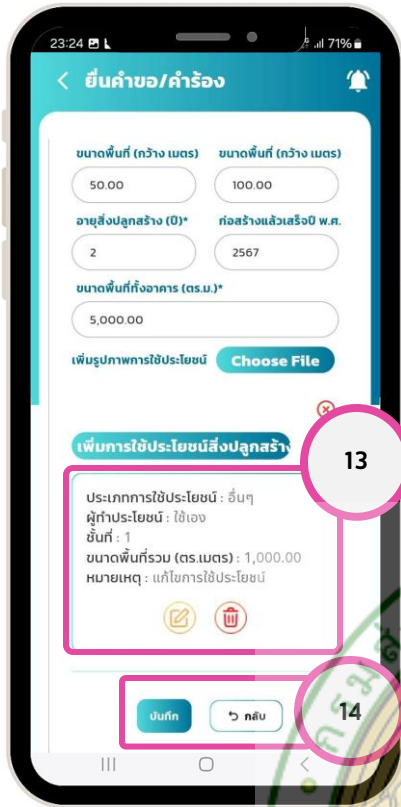 23:24 71%
ยื่นคำขอ/คำร้อง
ขนาดพื้นที่ (กว้าง เมตร) ขนาดพื้นที่ (กว้าง เมตร)
50.00 100.00
อายุสิ่งปลูกสร้าง (ปี)* ก่อสร้างแล้วเสร็จปี พ.ศ.
2 2567
ขนาดพื้นที่ทั้งอาคาร (ตร.ม.)*
5,000.00
เพิ่มรูปภาพการใช้ประโยชน์ Choose File
เพิ่มการใช้ประโยชน์สิ่งปลูกสร้าง
13
ประเภทการใช้ประโยชน์ : อื่นๆ
ผู้ทำประโยชน์ : ใช้เอง
ชั้นที่ : 1
ขนาดพื้นที่รวม (ตร.เมตร) : 1,000.00
หมายเหตุ : แก้ไขการใช้ประโยชน์
บันทึก กลับ 14